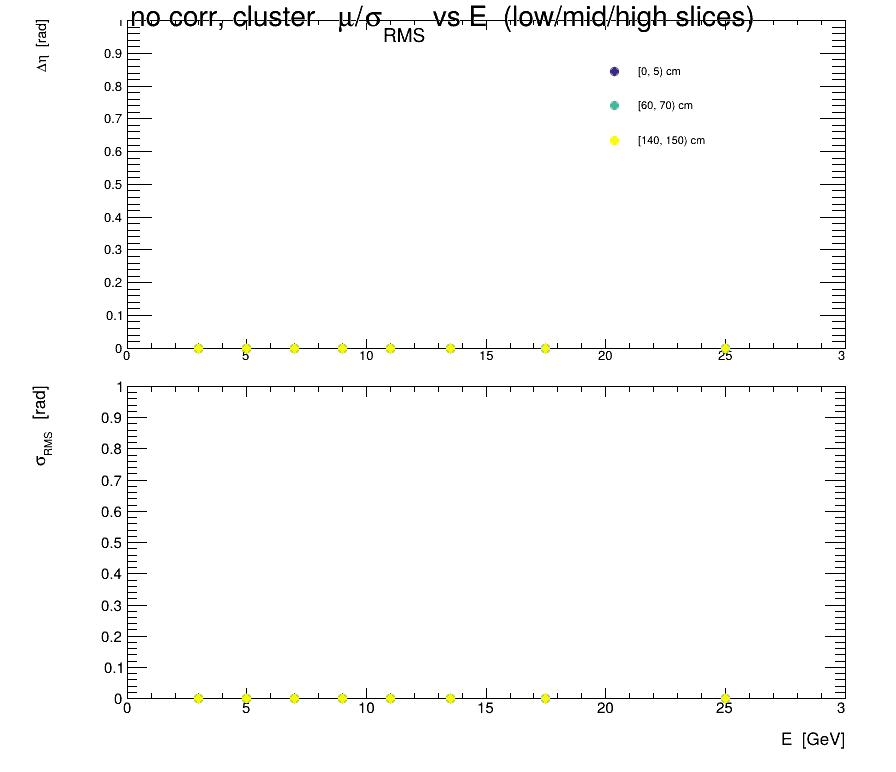 no corr, cluster μ/σRMS vs E (low/mid/high slices)
Δη [rad]
[0, 5) cm
[60, 70) cm
[140, 150) cm
0.9
0.8
0.7
0.6
0.5
0.4
0.3
0.2
0.1
0
0 5 10 15 20 25 3
σRMS [rad]
1
0.9
0.8
0.7
0.6
0.5
0.4
0.3
0.2
0.1
0
0 5 10 15 20 25 3
E [GeV]